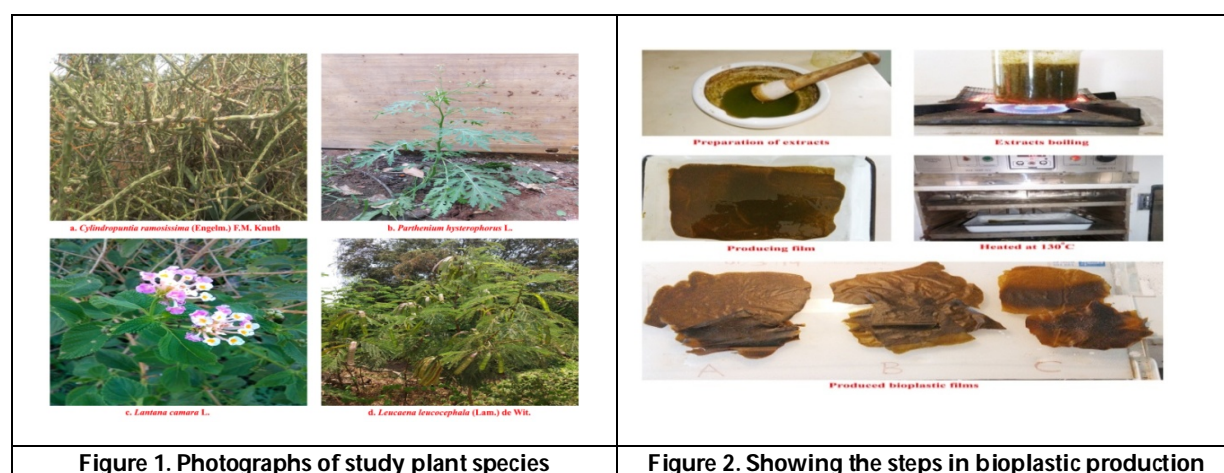 a. Cylindropuntia ramosissima (Engelm.) F.M. Knuth
b. Parthenium hysterophorus L.
c. Lantana camara L.
d. Leucaena leucocephala (Lam.) de Wit.
Figure 1. Photographs of study plant species
Preparation of extracts
Extracts boiling
Producing film
Heated at 130°C
A B C
Produced bioplastic films
Figure 2. Showing the steps in bioplastic production